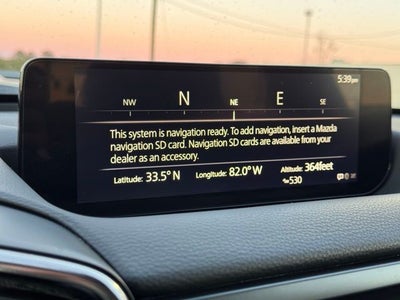 5:39pm
NW N NE E SE
This system is navigation ready. To add navigation, insert a Mazda
navigation SD card. Navigation SD cards are available from your
dealer as an accessory.
Latitude: 33.5° N Longitude: 82.0° W Altitude: 364feet
530